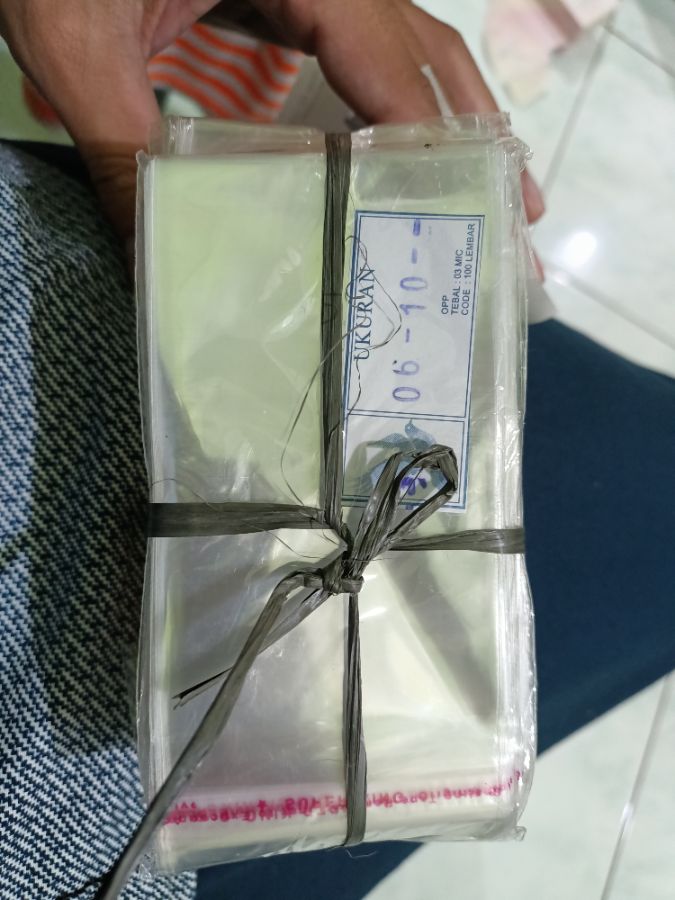 UKURAN
06-10--
OPP
TEBAL : 03 MIC
CODE : 100 LEMBAR